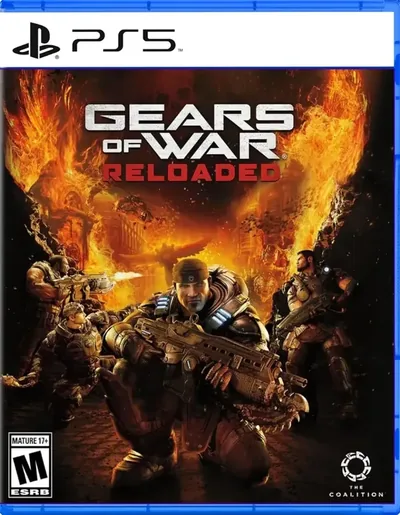 PS5
GEARS
OF WAR
RELOADED
MATURE 17+
M
ESRB
THE
COALITION